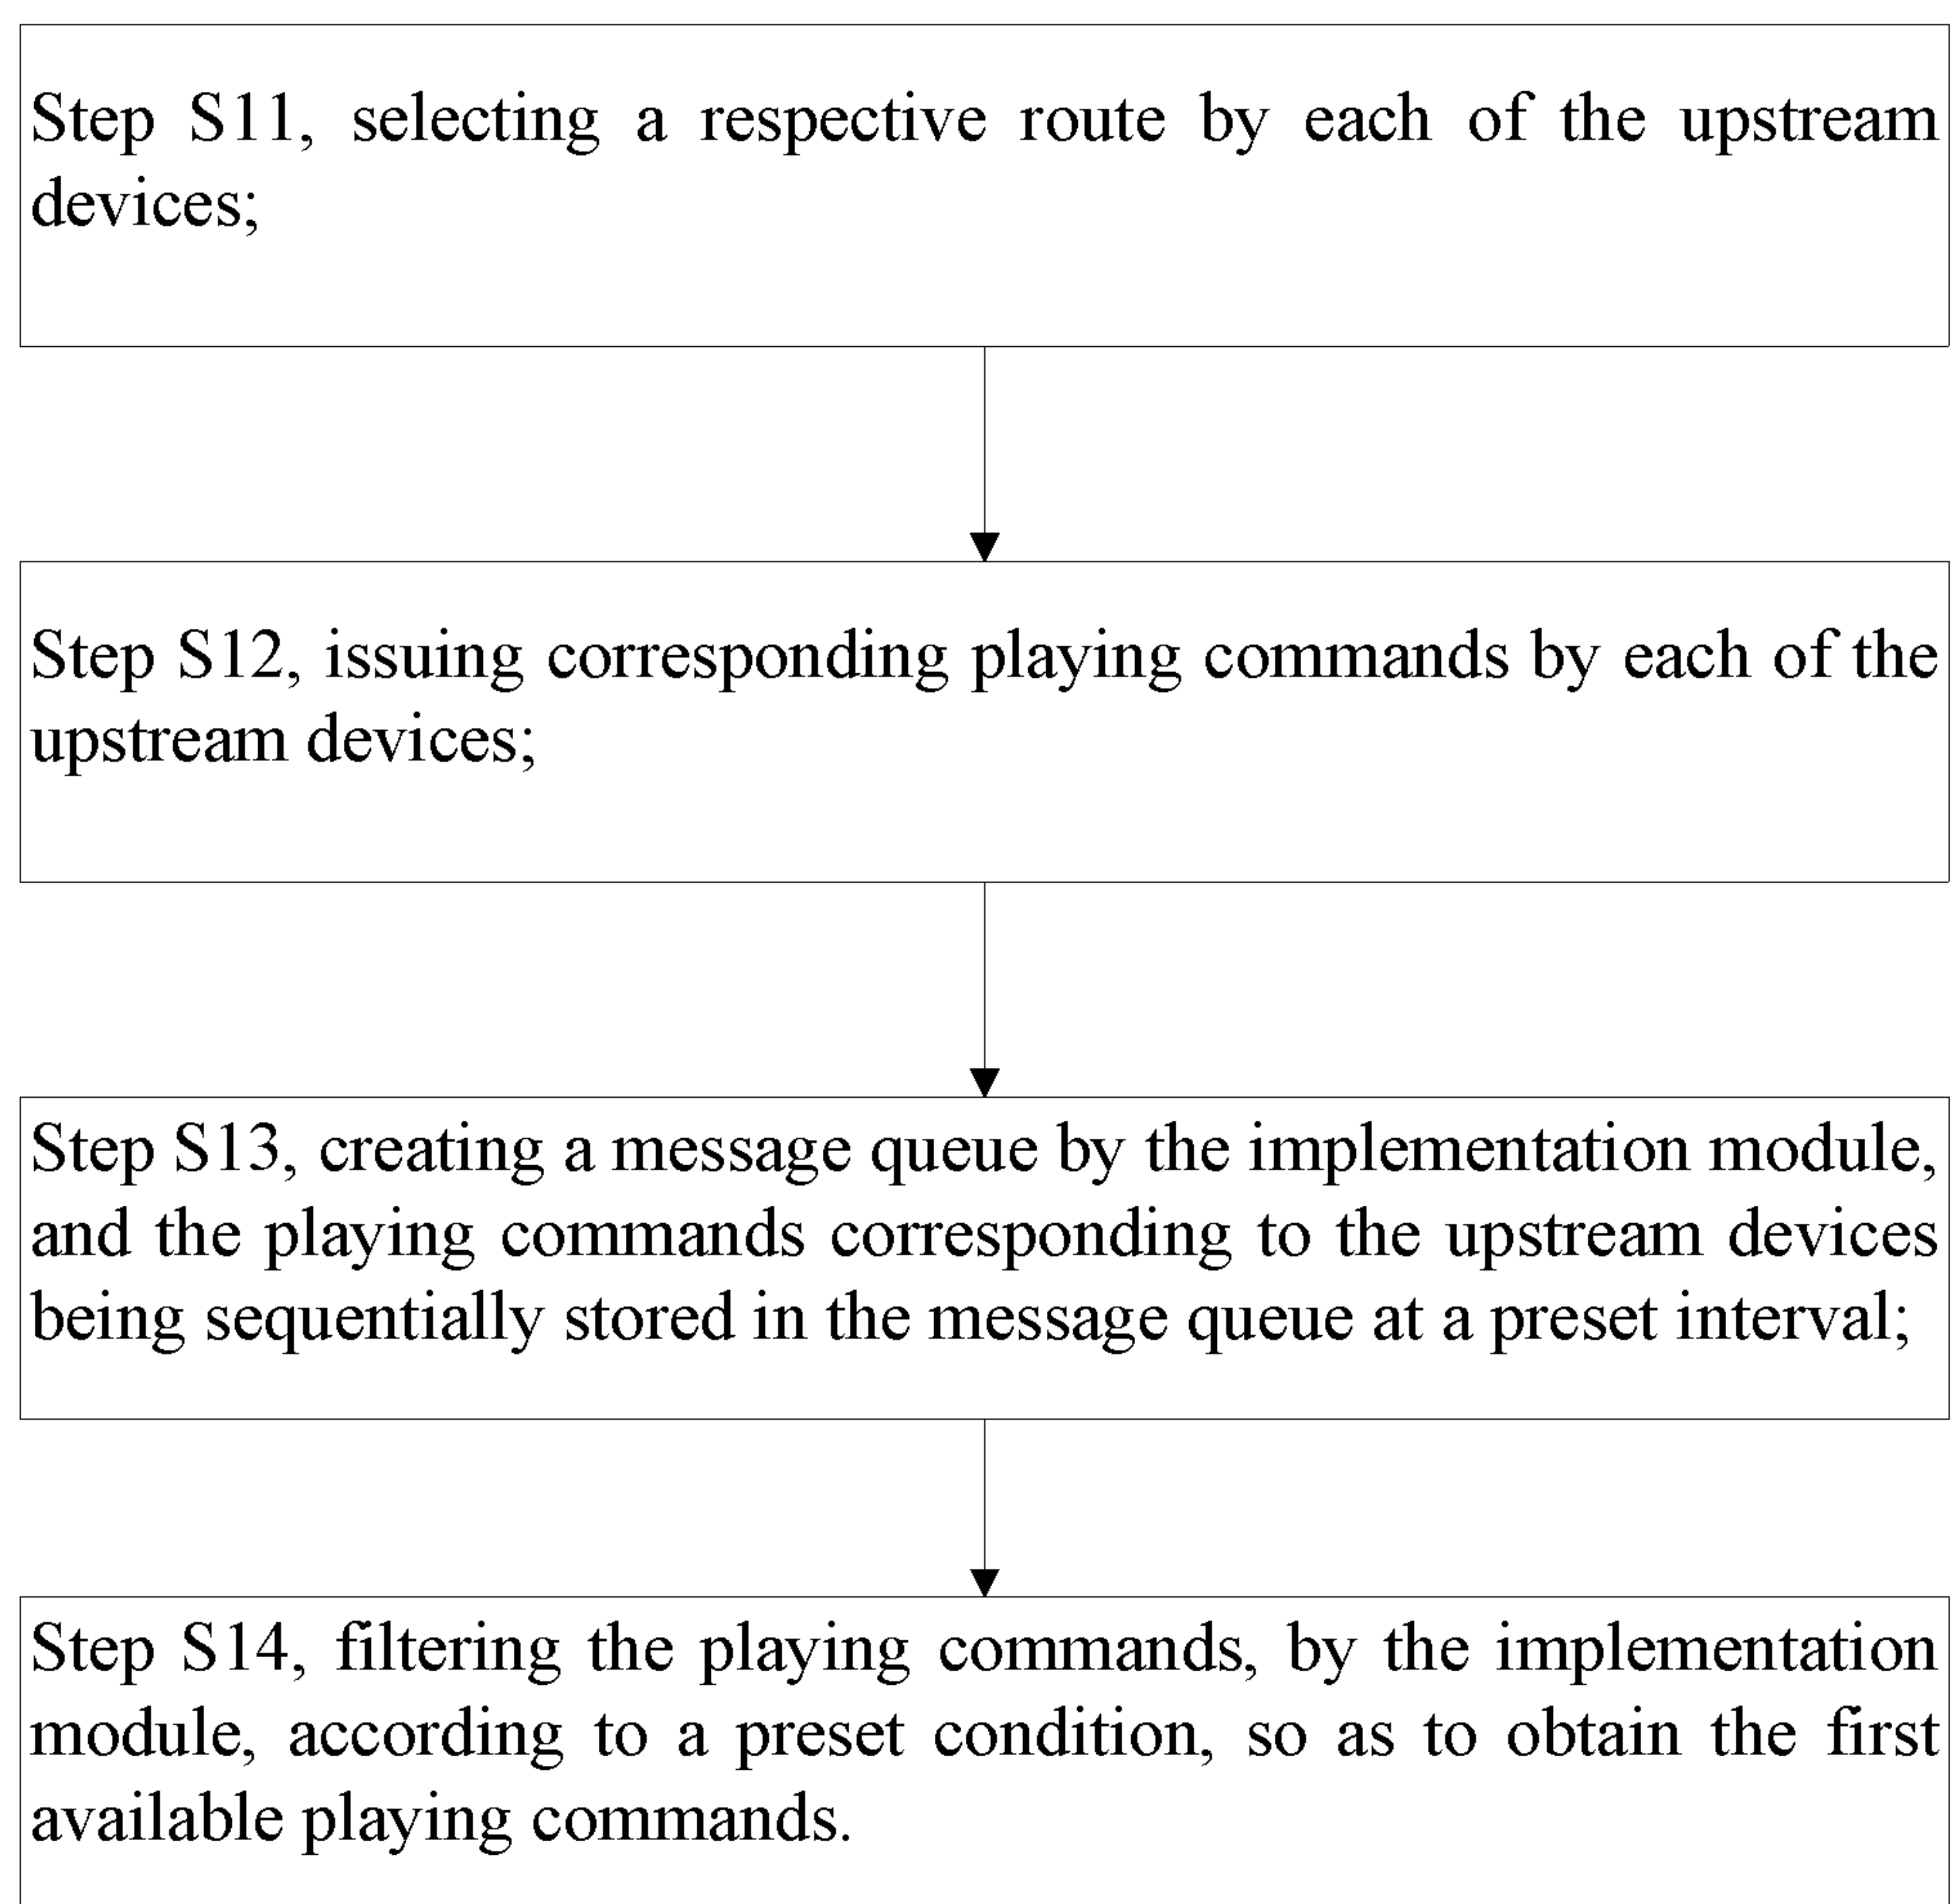 Step S11, selecting a respective route by each of the upstream
devices;
Step S12, issuing corresponding playing commands by each of the
upstream devices;
Step S13, creating a message queue by the implementation module,
and the playing commands corresponding to the upstream devices
being sequentially stored in the message queue at a preset interval;
Step S14, filtering the playing commands, by the implementation
module, according to a preset condition, so as to obtain the first
available playing commands.